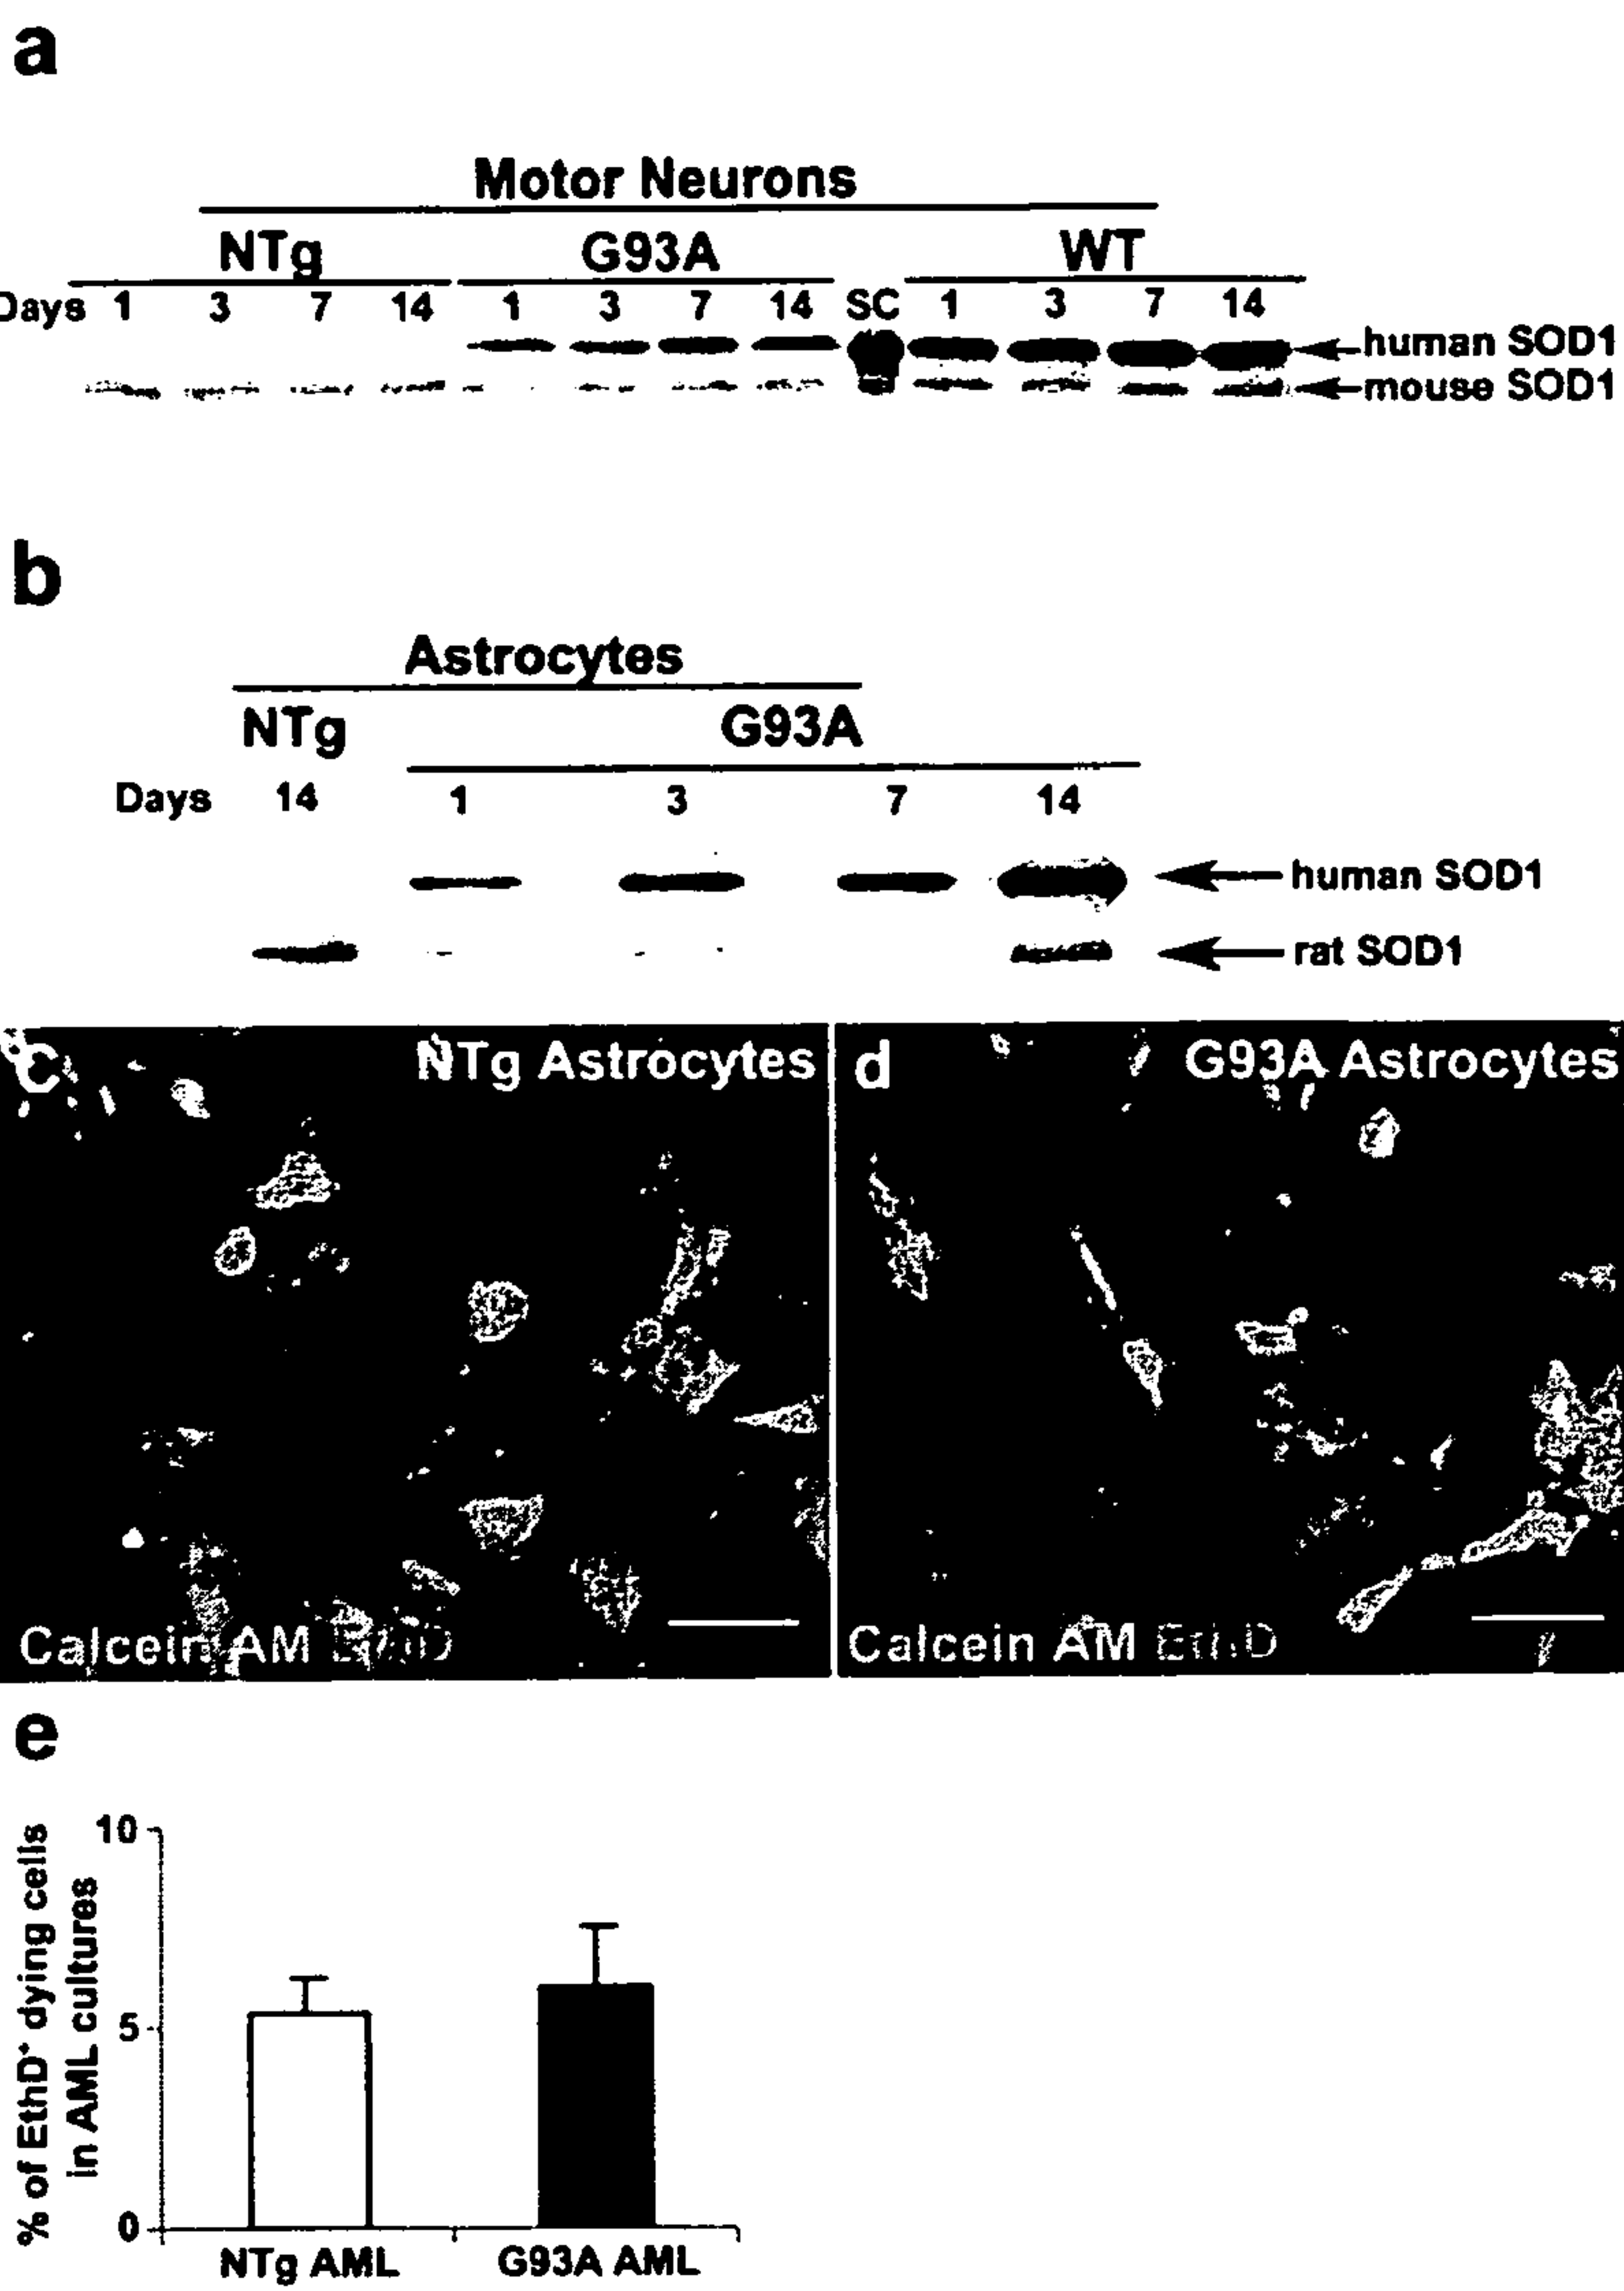 a
Motor Neurons
NTg G93A WT
Days 1 3 7 14 1 3 7 14 SC 1 3 7 14
human SOD1
mouse SOD1
b
Astrocytes
NTg G93A
Days 14 1 3 7 14
human SOD1
rat SOD1
c NTg Astrocytes
Calcein AM EthD
d G93A Astrocytes
Calcein AM EthD
e
% of EthD⁺ dying cells
in AML cultures
10
5
0
NTg AML G93A AML